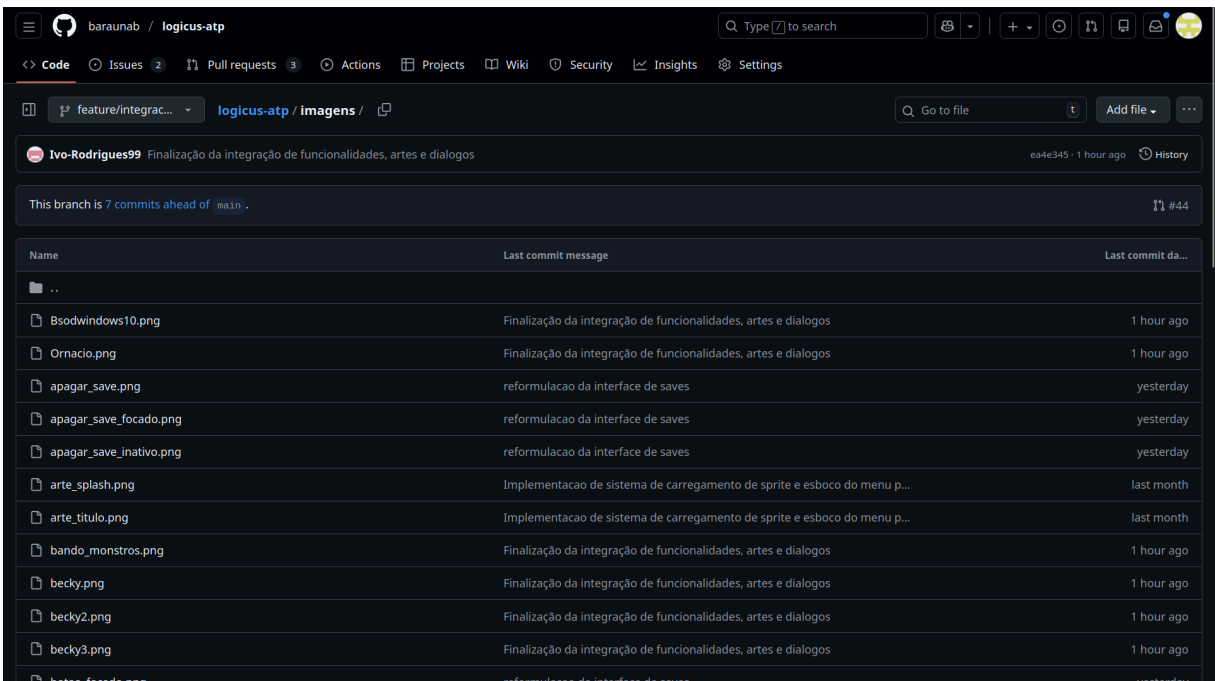 baraunab / logicus-atp
Type / to search
Code
Issues 2
Pull requests 3
Actions
Projects
Wiki
Security
Insights
Settings
feature/integrac...
logicus-atp / imagens /
Go to file
t
Add file
Ivo-Rodrigues99 Finalização da integração de funcionalidades, artes e dialogos
ea4e345 · 1 hour ago
History
This branch is 7 commits ahead of main .
#44
Name Last commit message Last commit da...
..
Bsodwindows10.png Finalização da integração de funcionalidades, artes e dialogos 1 hour ago
Ornacio.png Finalização da integração de funcionalidades, artes e dialogos 1 hour ago
apagar_save.png reformulacao da interface de saves yesterday
apagar_save_focado.png reformulacao da interface de saves yesterday
apagar_save_inativo.png reformulacao da interface de saves yesterday
arte_splash.png Implementacao de sistema de carregamento de sprite e esboco do menu p... last month
arte_titulo.png Implementacao de sistema de carregamento de sprite e esboco do menu p... last month
bando_monstros.png Finalização da integração de funcionalidades, artes e dialogos 1 hour ago
becky.png Finalização da integração de funcionalidades, artes e dialogos 1 hour ago
becky2.png Finalização da integração de funcionalidades, artes e dialogos 1 hour ago
becky3.png Finalização da integração de funcionalidades, artes e dialogos 1 hour ago